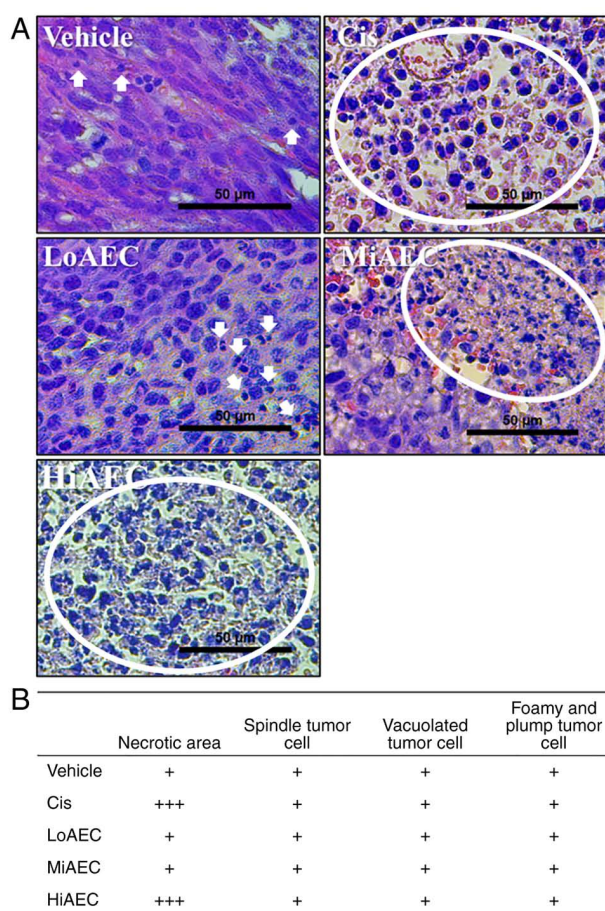 A
Vehicle
Cis
50 µm
50 µm
LoAEC
MiAEC
50 µm
50 µm
HiAEC
50 µm
B
Necrotic area Spindle tumor cell Vacuolated tumor cell Foamy and plump tumor cell
Vehicle + + + +
Cis +++ + + +
LoAEC + + + +
MiAEC + + + +
HiAEC +++ + + +